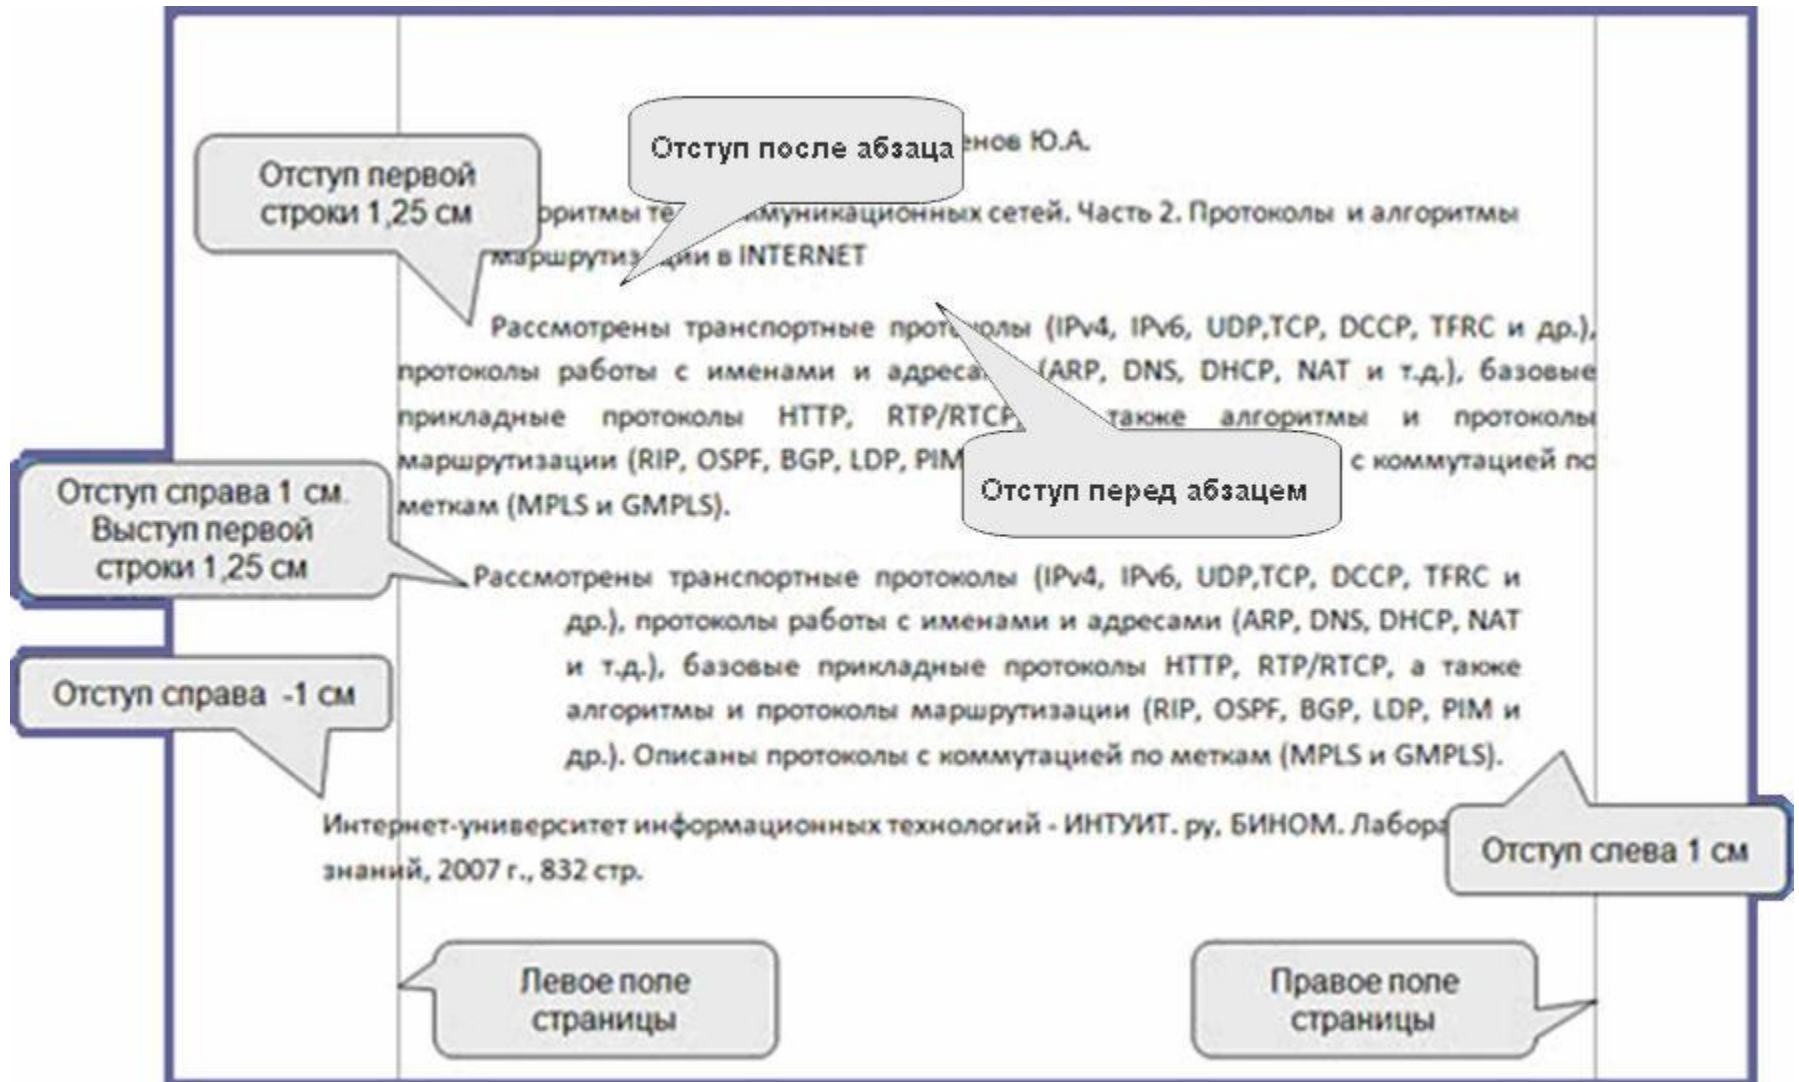 Отступ после абзаца
енов Ю.А.
Отступ первой
строки 1,25 см
оритмы те ммуникационных сетей. Часть 2. Протоколы и алгоритмы
маршрутизации в INTERNET
Рассмотрены транспортные протоколы (IPv4, IPv6, UDP,TCP, DCCP, TFRC и др.),
протоколы работы с именами и адресами (ARP, DNS, DHCP, NAT и т.д.), базовые
прикладные протоколы HTTP, RTP/RTCP, также алгоритмы и протоколы
маршрутизации (RIP, OSPF, BGP, LDP, PIM с коммутацией по
меткам (MPLS и GMPLS).
Отступ перед абзацем
Отступ справа 1 см.
Выступ первой
строки 1,25 см
Рассмотрены транспортные протоколы (IPv4, IPv6, UDP,TCP, DCCP, TFRC и
др.), протоколы работы с именами и адресами (ARP, DNS, DHCP, NAT
и т.д.), базовые прикладные протоколы HTTP, RTP/RTCP, а также
алгоритмы и протоколы маршрутизации (RIP, OSPF, BGP, LDP, PIM и
др.). Описаны протоколы с коммутацией по меткам (MPLS и GMPLS).
Отступ справа -1 см
Интернет-университет информационных технологий - ИНТУИТ. ру, БИНОМ. Лабора
знаний, 2007 г., 832 стр.
Отступ слева 1 см
Левое поле
страницы
Правое поле
страницы